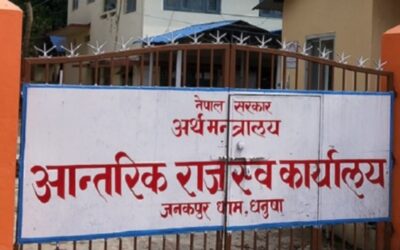 नेपाल सरकार
अर्थ मन्त्रालय
आन्तरिक राजस्व कार्यालय
जनकपुर धाम, धनुषा